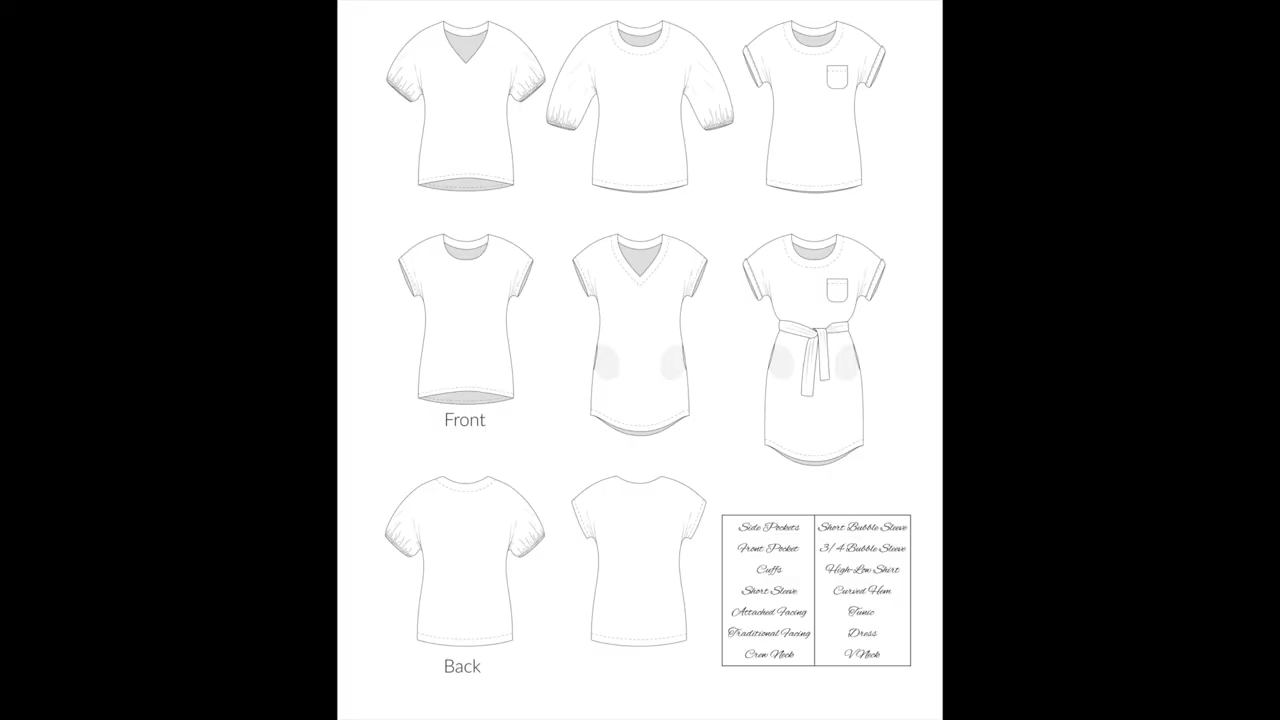 Front
Back
Side Pockets Short Bubble Sleeve
Front Pocket 3/4 Bubble Sleeve
Cuffs High-Low Shirt
Short Sleeve Curved Hem
Attached Facing Tunic
Traditional Facing Dress
Crew Neck V Neck